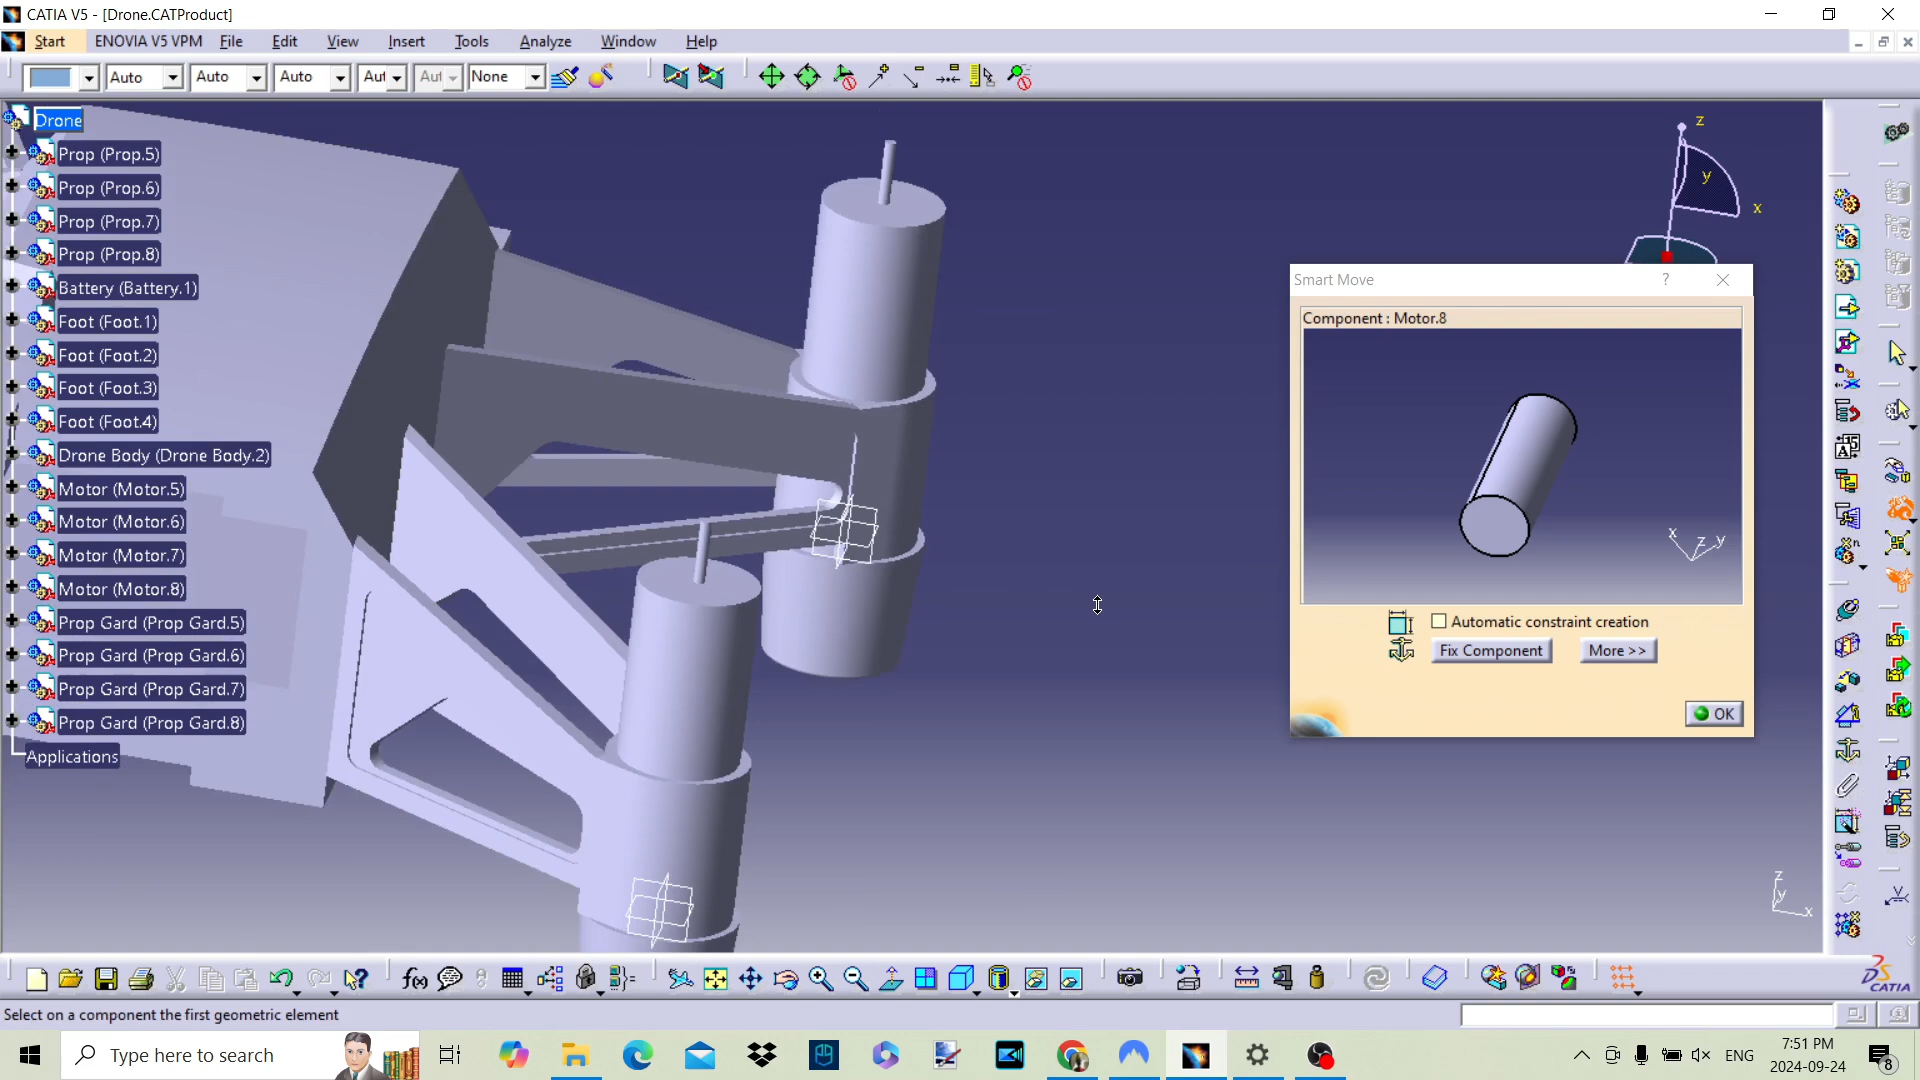 CATIA V5 - [Drone.CATProduct]
Start ENOVIA V5 VPM File Edit View Insert Tools Analyze Window Help
Auto Auto Auto Aut Aut None
Drone
Prop (Prop.5)
Prop (Prop.6)
Prop (Prop.7)
Prop (Prop.8)
Battery (Battery.1)
Foot (Foot.1)
Foot (Foot.2)
Foot (Foot.3)
Foot (Foot.4)
Drone Body (Drone Body.2)
Motor (Motor.5)
Motor (Motor.6)
Motor (Motor.7)
Motor (Motor.8)
Prop Gard (Prop Gard.5)
Prop Gard (Prop Gard.6)
Prop Gard (Prop Gard.7)
Prop Gard (Prop Gard.8)
Applications
z
y
x
Smart Move ?
Component : Motor.8
x z y
Automatic constraint creation
Fix Component More >>
OK
z
y
x
f(x)
CATIA
Select on a component the first geometric element
Type here to search
ENG
7:51 PM
2024-09-24
8